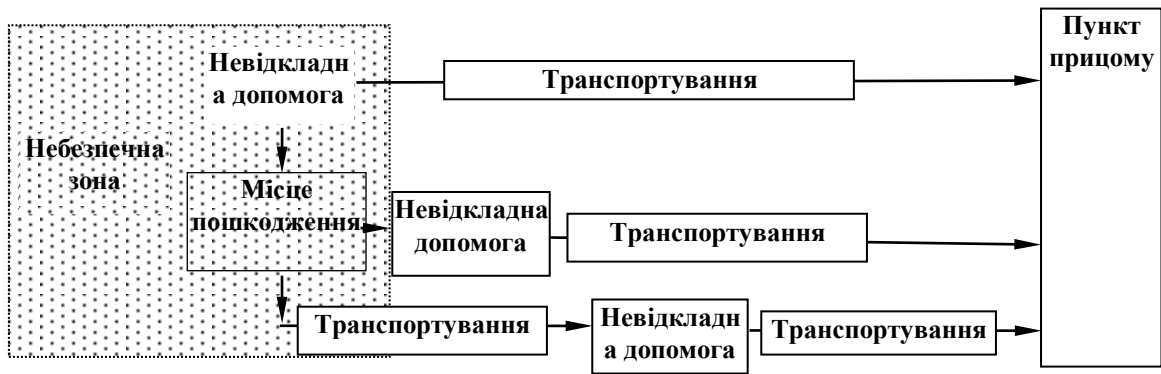 Пункт
прицому
Невідкладн
а допомога
Транспортування
Небезпечна
зона
Місце
пошкодження
Невідкладна
допомога
Транспортування
Транспортування
Невідкладн
а допомога
Транспортування